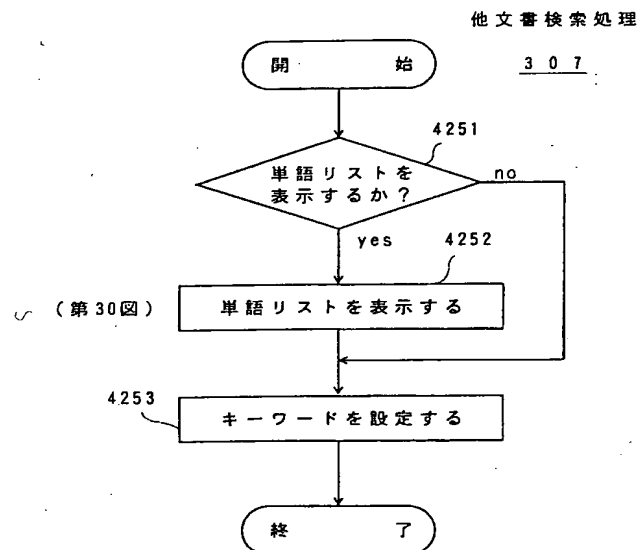 他文書検索処理
307
開 始
4251
単語リストを
表示するか?
no
yes
4252
(第30図)
単語リストを表示する
4253
キーワードを設定する
終 了